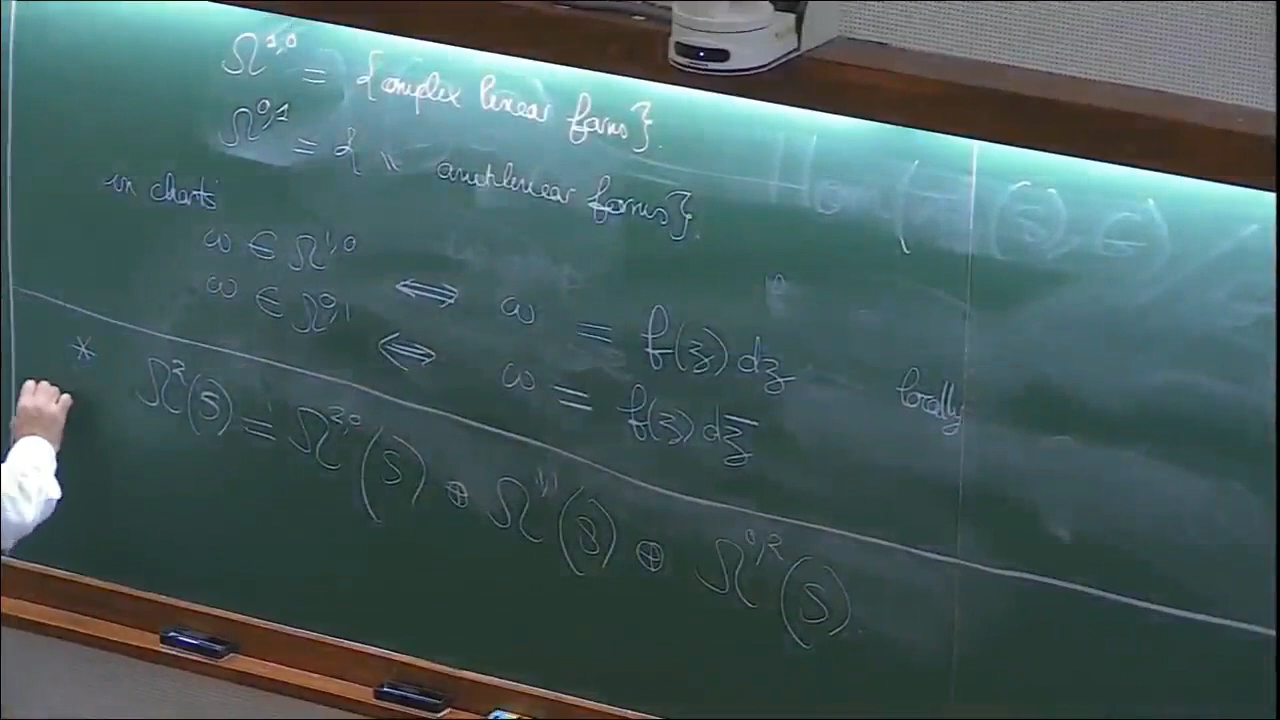 Ω^{1,0} = {complex linear forms}.
Ω^{0,1} = { " antilinear forms}.
in charts
ω ∈ Ω^{1,0} ⟺ ω = f(z) dz
ω ∈ Ω^{0,1} ⟺ ω = f(z) dz̅ locally
* Ω²(S) = Ω^{2,0}(S) ⊕ Ω^{1,1}(S) ⊕ Ω^{0,2}(S)